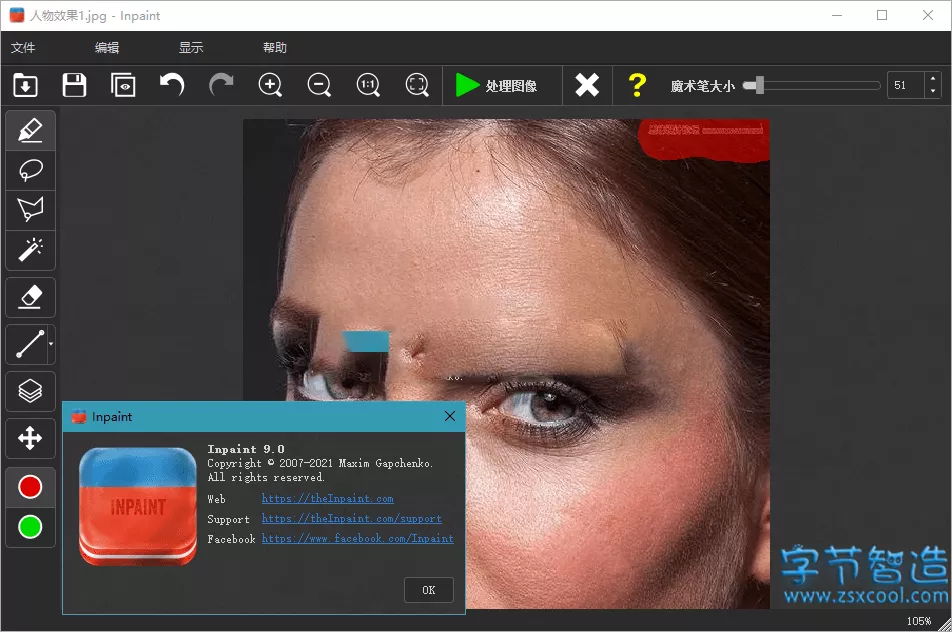 人物效果1.jpg - Inpaint
文件 编辑 显示 帮助
1:1 处理图像 ? 魔术笔大小 51
Inpaint
INPAINT
Inpaint 9.0
Copyright © 2007-2021 Maxim Gapchenko.
All rights reserved.
Web https://theInpaint.com
Support https://theInpaint.com/support
Facebook https://www.facebook.com/Inpaint
OK
字节智造
www.zsxcool.com
105%